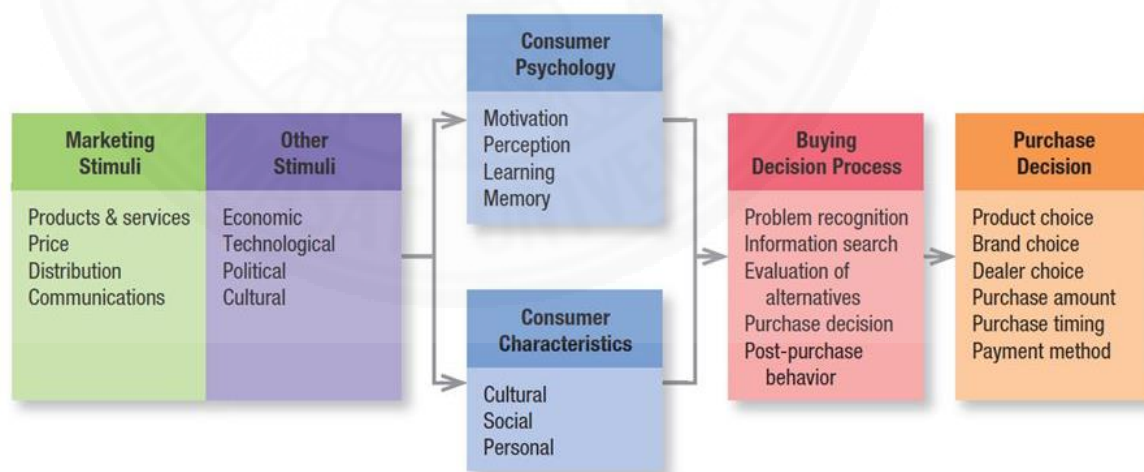 Marketing
Stimuli
Products & services
Price
Distribution
Communications
Other
Stimuli
Economic
Technological
Political
Cultural
Consumer
Psychology
Motivation
Perception
Learning
Memory
Consumer
Characteristics
Cultural
Social
Personal
Buying
Decision Process
Problem recognition
Information search
Evaluation of
alternatives
Purchase decision
Post-purchase
behavior
Purchase
Decision
Product choice
Brand choice
Dealer choice
Purchase amount
Purchase timing
Payment method